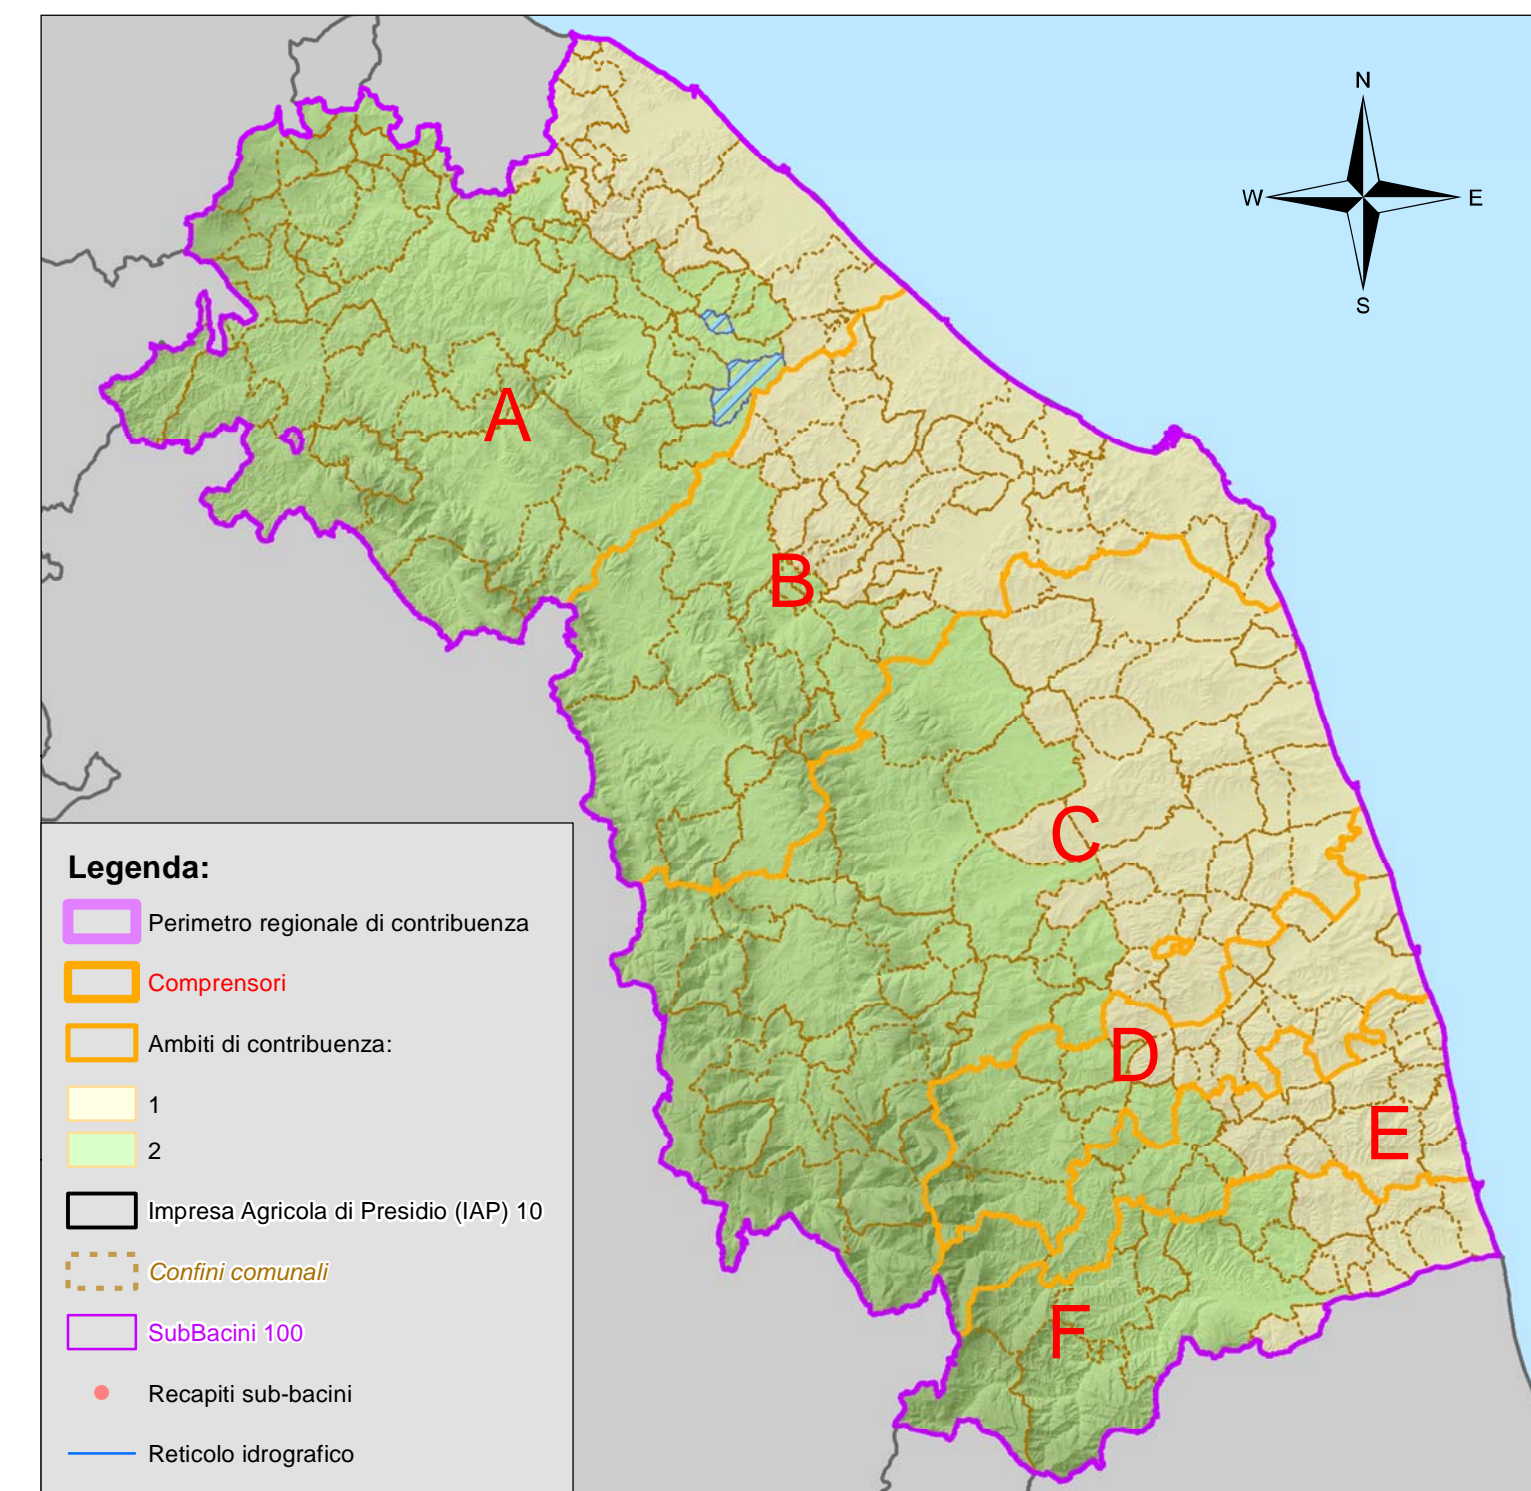 N
W
E
S
A
B
C
D
E
F
Legenda:
Perimetro regionale di contribuenza
Comprensori
Ambiti di contribuenza:
1
2
Impresa Agricola di Presidio (IAP) 10
Confini comunali
SubBacini 100
Recapiti sub-bacini
Reticolo idrografico